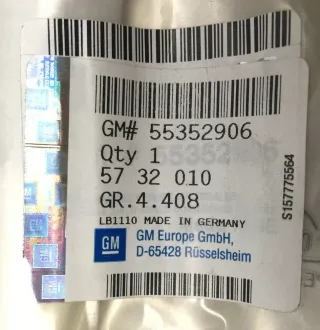 GM# 55352906
Qty 1
57 32 010
GR.4.408
LB1110 MADE IN GERMANY
GM
GM Europe GmbH,
D-65428 Rüsselsheim
S157775564